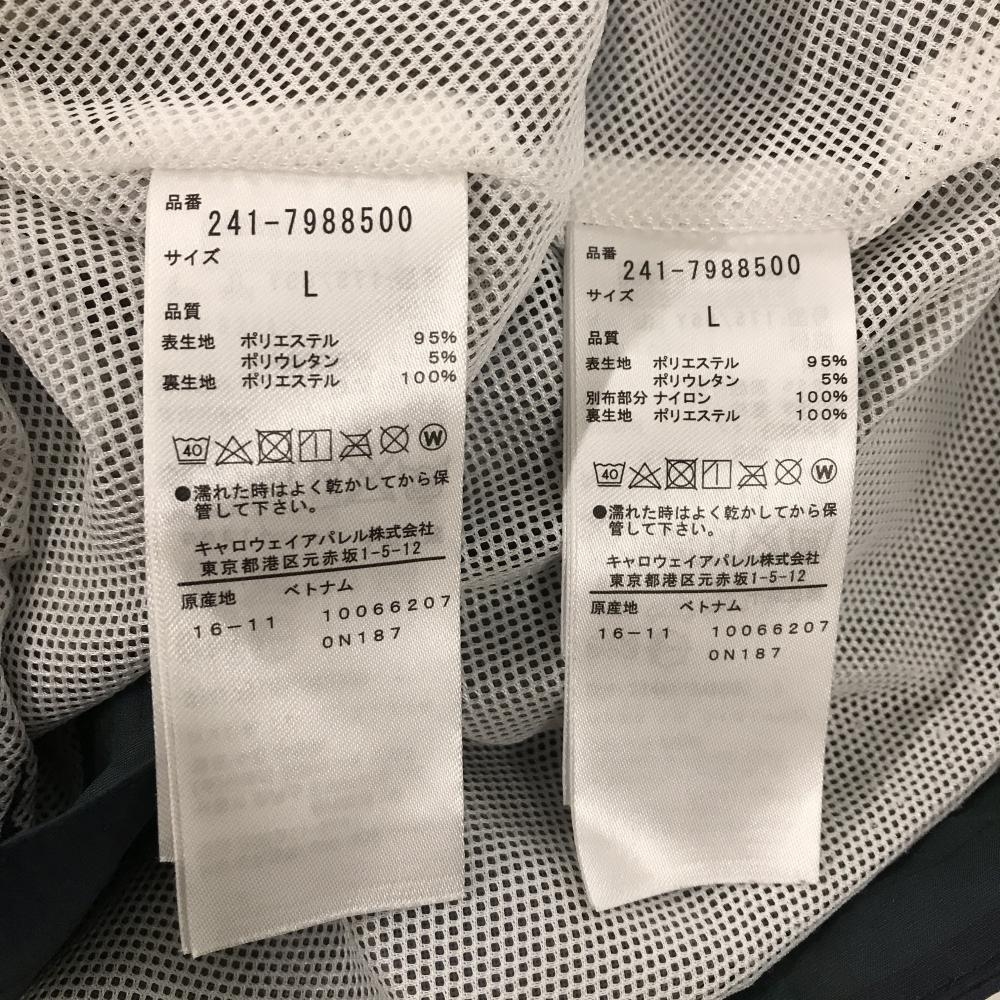 品番
241-7988500
サイズ
L
品質
表生地 ポリエステル 95%
ポリウレタン 5%
裏生地 ポリエステル 100%
40 W
●濡れた時はよく乾かしてから保
管して下さい。
キャロウェイアパレル株式会社
東京都港区元赤坂1-5-12
原産地 ベトナム
16-11 10066207
0N187
品番
241-7988500
サイズ
L
品質
表生地 ポリエステル 95%
ポリウレタン 5%
別布部分 ナイロン 100%
裏生地 ポリエステル 100%
40 W
●濡れた時はよく乾かしてから保
管して下さい。
キャロウェイアパレル株式会社
東京都港区元赤坂1-5-12
原産地 ベトナム
16-11 10066207
0N187